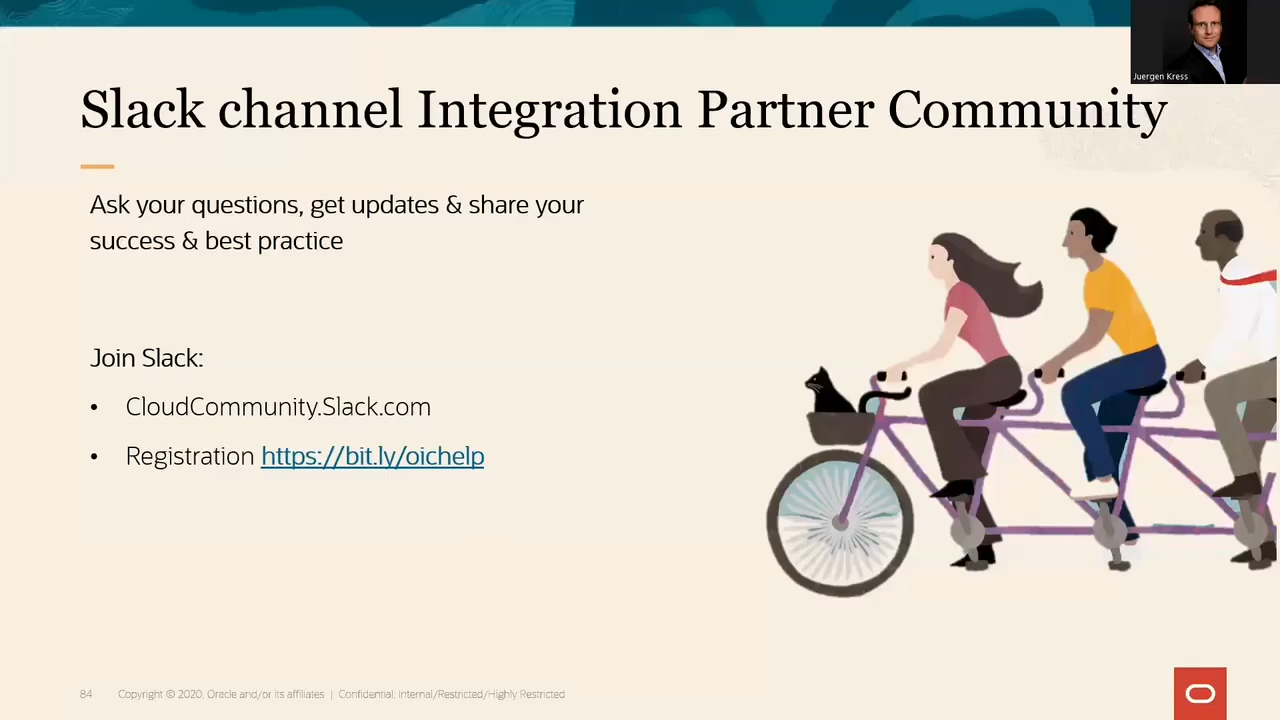 Juergen Kress
Slack channel Integration Partner Community
Ask your questions, get updates & share your
success & best practice
Join Slack:
• CloudCommunity.Slack.com
• Registration https://bit.ly/oichelp
84 Copyright © 2020, Oracle and/or its affiliates | Confidential: Internal/Restricted/Highly Restricted